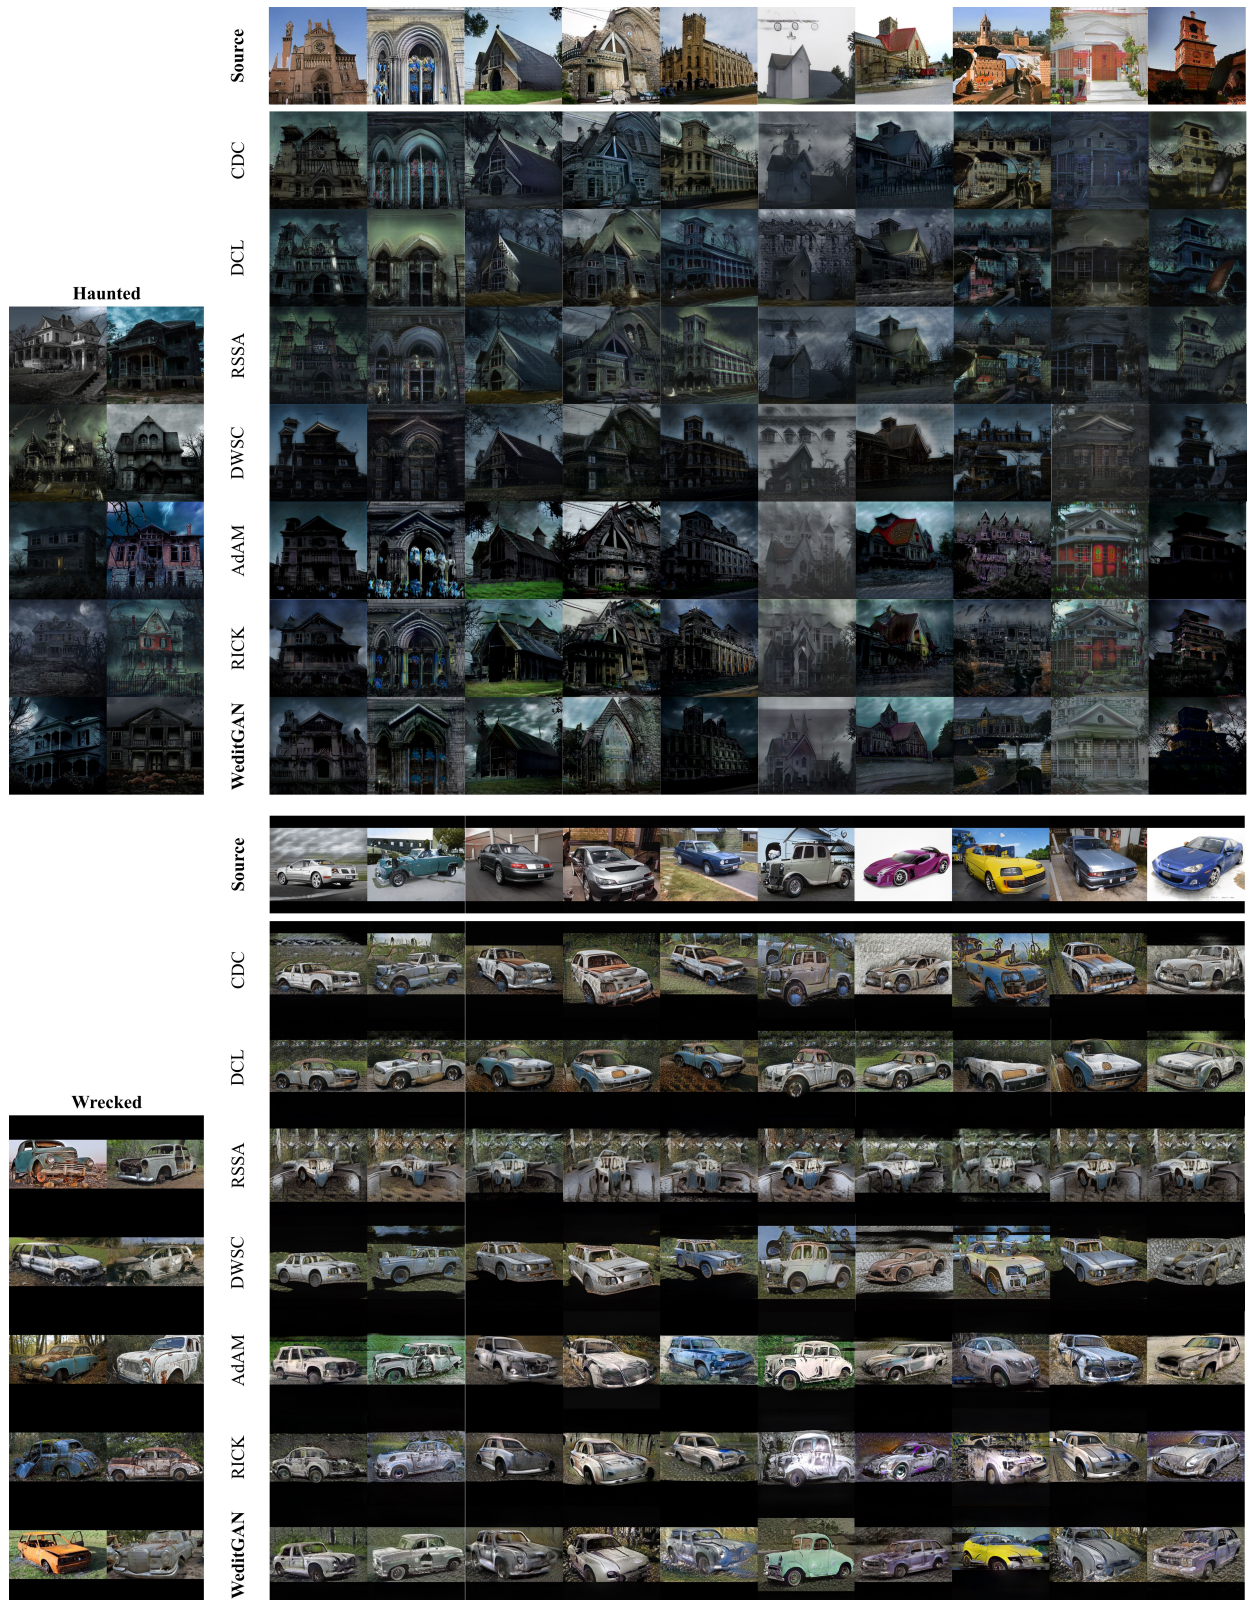 Source
CDC
DCL
Haunted
RSSA
DWSC
AdAM
RICK
WeditGAN
Source
CDC
DCL
Wrecked
RSSA
DWSC
AdAM
RICK
WeditGAN